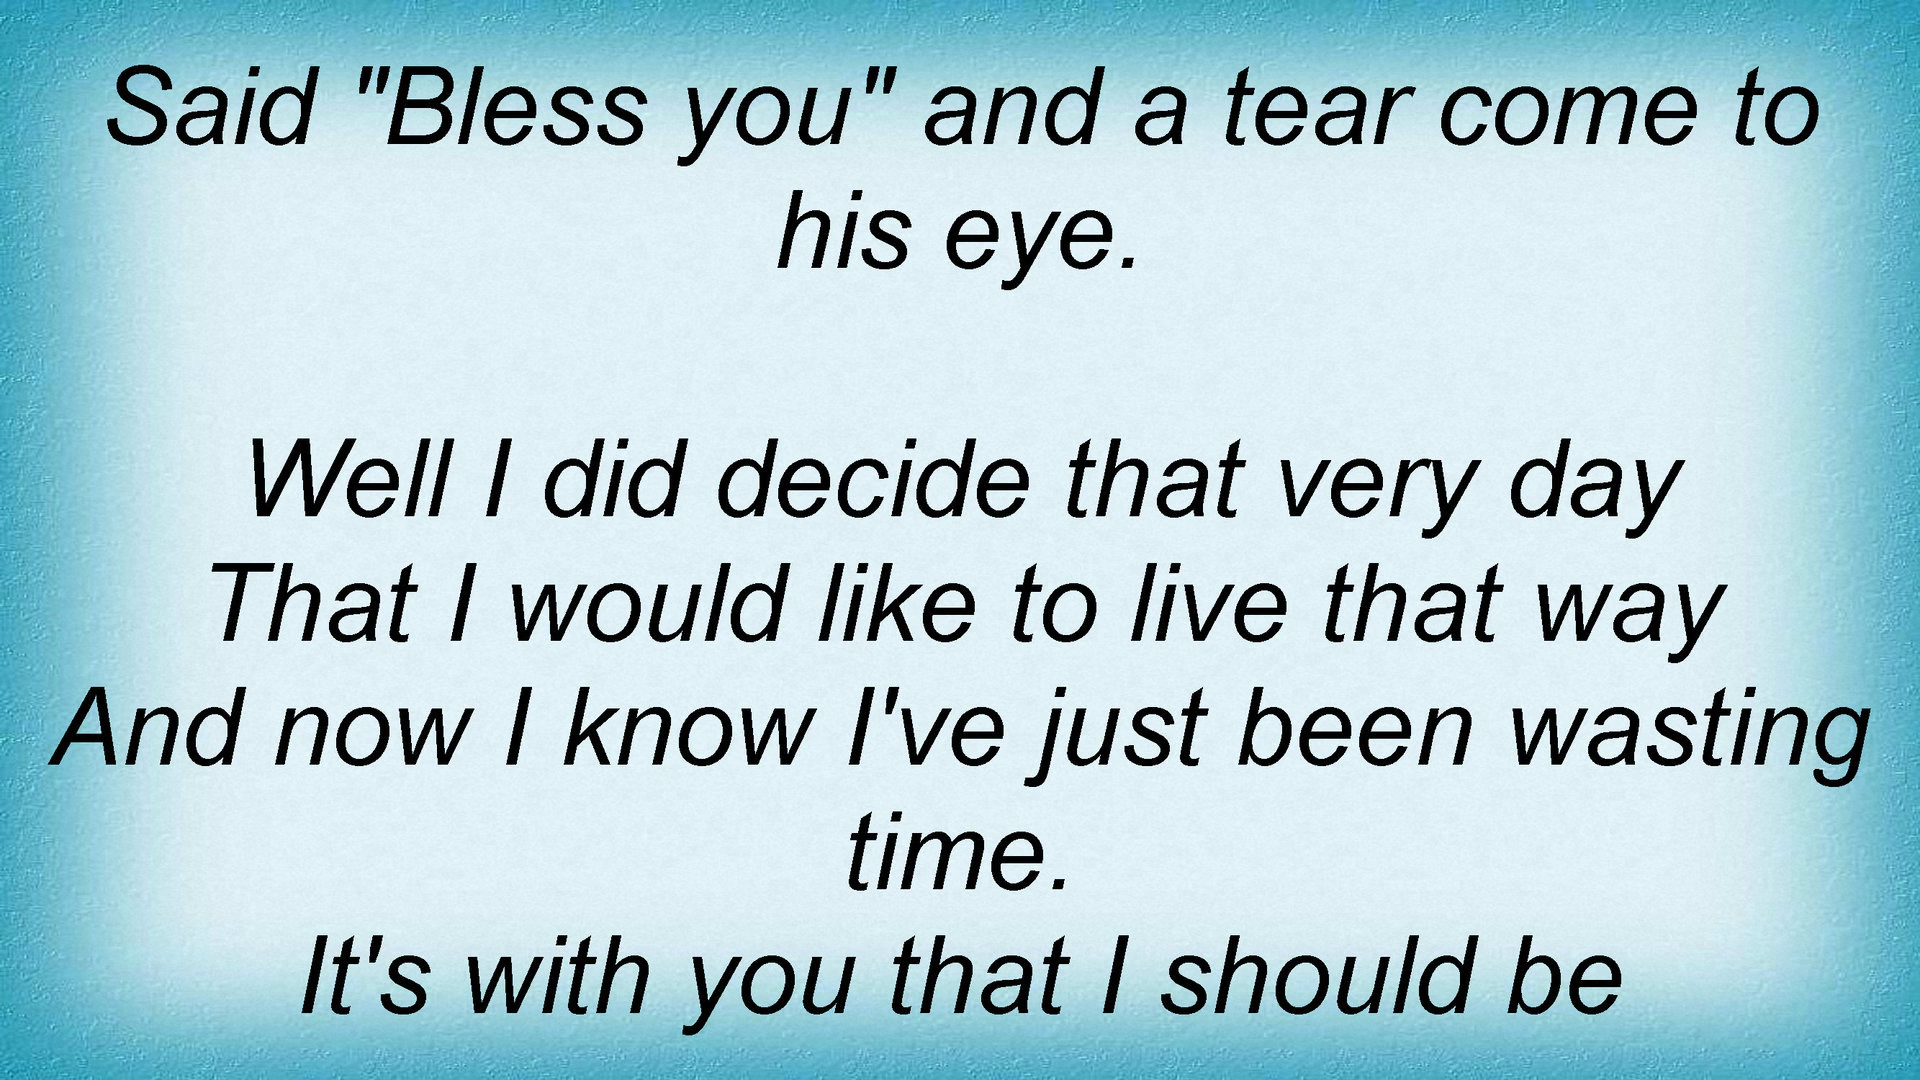 Said "Bless you" and a tear come to
his eye.

Well I did decide that very day
That I would like to live that way
And now I know I've just been wasting
time.
It's with you that I should be